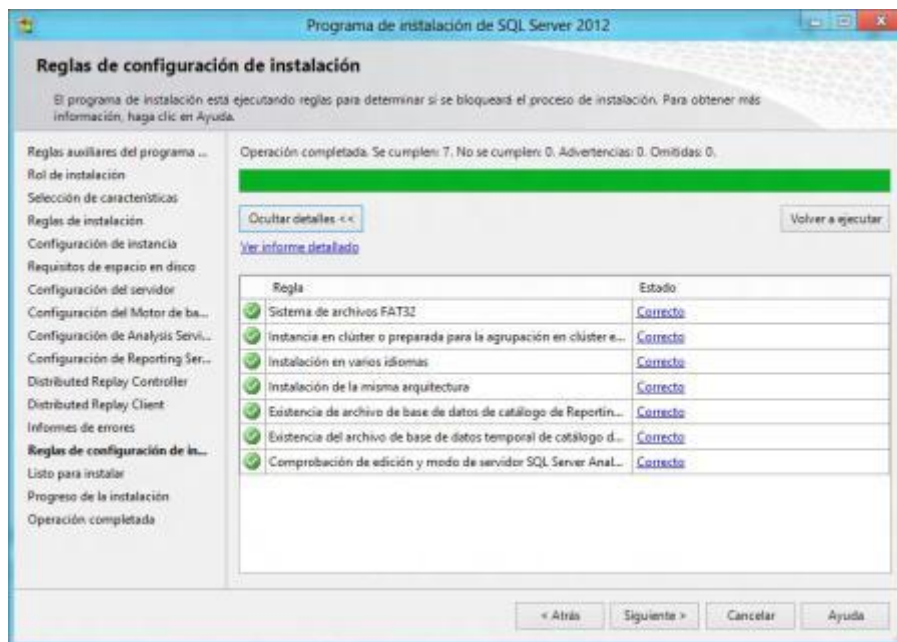 Programa de instalación de SQL Server 2012
Reglas de configuración de instalación
El programa de instalación está ejecutando reglas para determinar si se bloqueará el proceso de instalación. Para obtener más
información, haga clic en Ayuda.
Reglas auxiliares del programa ...
Rol de instalación
Selección de características
Reglas de instalación
Configuración de instancia
Requisitos de espacio en disco
Configuración del servidor
Configuración del Motor de ba...
Configuración de Analysis Servi...
Configuración de Reporting Ser...
Distributed Replay Controller
Distributed Replay Client
Informes de errores
Reglas de configuración de in...
Listo para instalar
Progreso de la instalación
Operación completada
Operación completada. Se cumplen: 7. No se cumplen: 0. Advertencias: 0. Omitidas: 0.
Ocultar detalles <<
Volver a ejecutar
Ver informe detallado
Regla Estado
Sistema de archivos FAT32 Correcto
Instancia en clúster o preparada para la agrupación en clúster e... Correcto
Instalación en varios idiomas Correcto
Instalación de la misma arquitectura Correcto
Existencia de archivo de base de datos de catálogo de Reportin... Correcto
Existencia del archivo de base de datos temporal de catálogo d... Correcto
Comprobación de edición y modo de servidor SQL Server Anal... Correcto
< Atrás Siguiente > Cancelar Ayuda